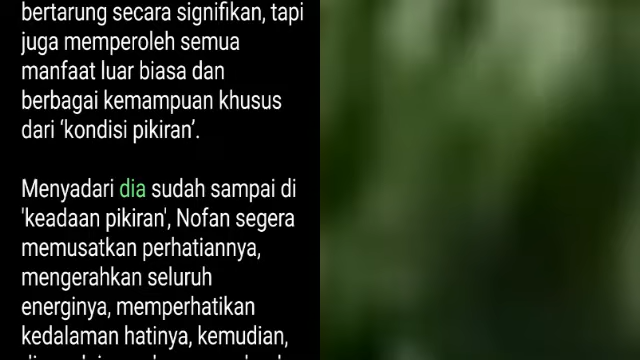 bertarung secara signifikan, tapi
juga memperoleh semua
manfaat luar biasa dan
berbagai kemampuan khusus
dari ‘kondisi pikiran’.
Menyadari dia sudah sampai di
'keadaan pikiran', Nofan segera
memusatkan perhatiannya,
mengerahkan seluruh
energinya, memperhatikan
kedalaman hatinya, kemudian,